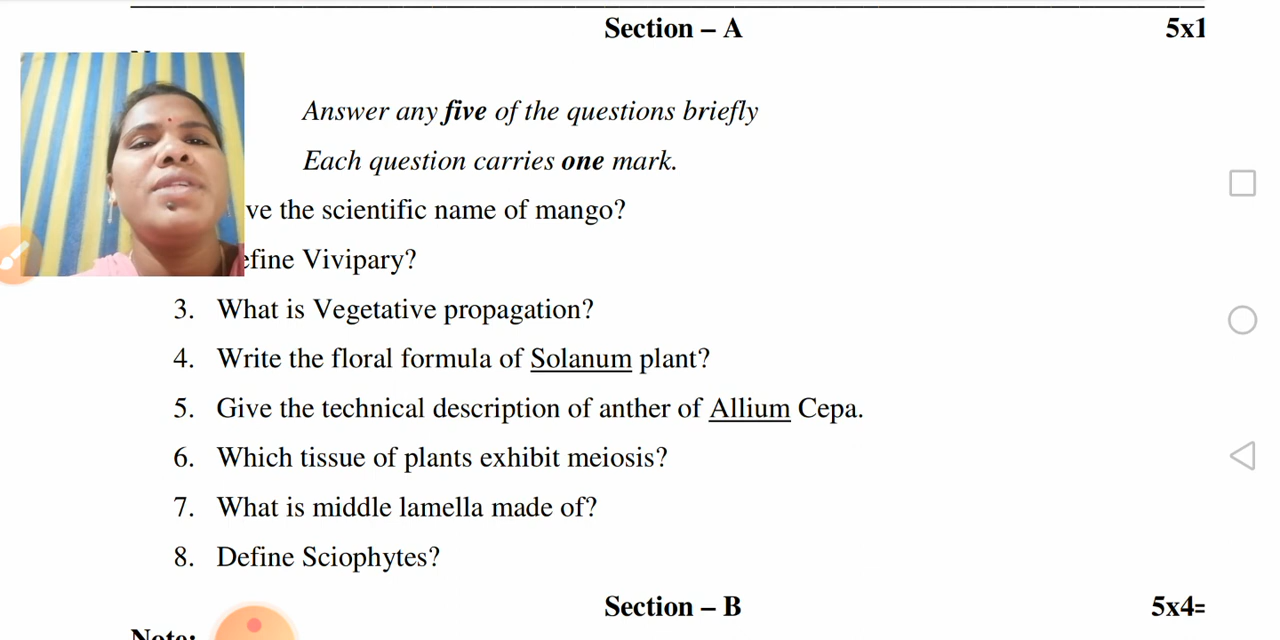 Section – A 5x1
Answer any five of the questions briefly
Each question carries one mark.
ve the scientific name of mango?
efine Vivipary?
3. What is Vegetative propagation?
4. Write the floral formula of Solanum plant?
5. Give the technical description of anther of Allium Cepa.
6. Which tissue of plants exhibit meiosis?
7. What is middle lamella made of?
8. Define Sciophytes?
Section – B 5x4=
Note: